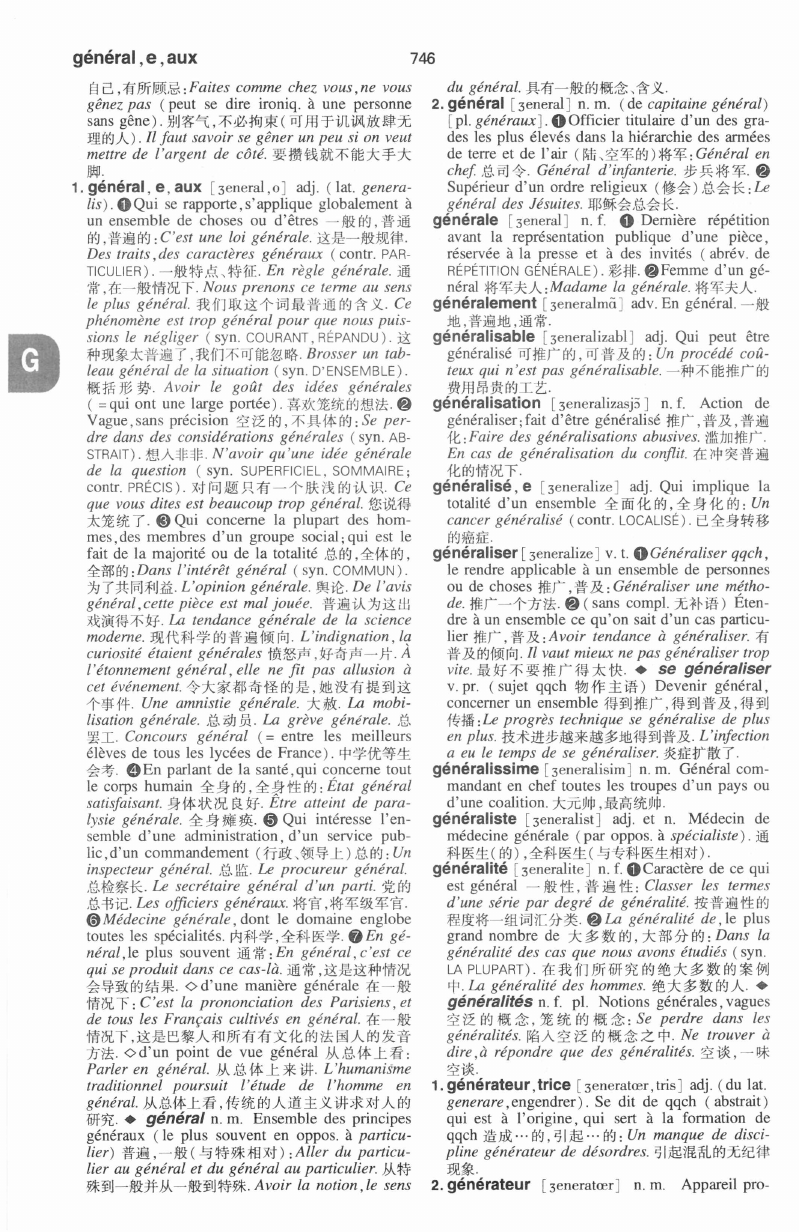 général,e,aux
746
自己,有所顾忌:Faites comme chez vous,ne vous
gênez pas (peut se dire ironiq. à une personne
sans gêne). 别客气,不必拘束(可用于讥讽放肆无
理的人). Il faut savoir se gêner un peu si on veut
mettre de l'argent de côté. 要攒钱就不能大手大
脚.
1. général, e, aux [ʒeneral,o] adj. (lat. genera-
lis). ❶Qui se rapporte,s'applique globalement à
un ensemble de choses ou d'êtres 一般的,普通
的,普遍的:C'est une loi générale. 这是一般规律.
Des traits,des caractères généraux (contr. PAR-
TICULIER). 一般特点、特征. En règle générale. 通
常,在一般情况下. Nous prenons ce terme au sens
le plus général. 我们取这个词最普通的含义. Ce
phénomène est trop général pour que nous puis-
sions le négliger (syn. COURANT, RÉPANDU). 这
种现象太普遍了,我们不可能忽略. Brosser un tab-
leau général de la situation (syn. D'ENSEMBLE).
概括形势. Avoir le goût des idées générales
(=qui ont une large portée). 喜欢笼统的想法. ❷
Vague,sans précision 空泛的,不具体的:Se per-
dre dans des considérations générales (syn. AB-
STRAIT). 想入非非. N'avoir qu'une idée générale
de la question (syn. SUPERFICIEL, SOMMAIRE;
contr. PRÉCIS). 对问题只有一个肤浅的认识. Ce
que vous dites est beaucoup trop général. 您说得
太笼统了. ❸Qui concerne la plupart des hom-
mes,des membres d'un groupe social;qui est le
fait de la majorité ou de la totalité 总的,全体的,
全部的:Dans l'intérêt général (syn. COMMUN).
为了共同利益. L'opinion générale. 舆论. De l'avis
général,cette pièce est mal jouée. 普遍认为这出
戏演得不好. La tendance générale de la science
moderne. 现代科学的普遍倾向. L'indignation, la
curiosité étaient générales 愤怒声,好奇声一片. À
l'étonnement général, elle ne fit pas allusion à
cet événement. 令大家都奇怪的是,她没有提到这
个事件. Une amnistie générale. 大赦. La mobi-
lisation générale. 总动员. La grève générale. 总
罢工. Concours général (= entre les meilleurs
élèves de tous les lycées de France). 中学优等生
会考. ❹En parlant de la santé,qui concerne tout
le corps humain 全身的,全身性的:État général
satisfaisant. 身体状况良好. Être atteint de para-
lysie générale. 全身瘫痪. ❺Qui intéresse l'en-
semble d'une administration, d'un service pub-
lic,d'un commandement (行政、领导上)总的:Un
inspecteur général. 总监. Le procureur général.
总检察长. Le secrétaire général d'un parti. 党的
总书记. Les officiers généraux. 将官,将军级军官.
❻Médecine générale, dont le domaine englobe
toutes les spécialités. 内科学,全科医学. ❼En gé-
néral,le plus souvent 通常:En général, c'est ce
qui se produit dans ce cas-là. 通常,这是这种情况
会导致的结果. ◇d'une manière générale 在一般
情况下:C'est la prononciation des Parisiens, et
de tous les Français cultivés en général. 在一般
情况下,这是巴黎人和所有有文化的法国人的发音
方法. ◇d'un point de vue général 从总体上看:
Parler en général. 从总体上来讲. L'humanisme
traditionnel poursuit l'étude de l'homme en
général. 从总体上看,传统的人道主义讲求对人的
研究. ◆ général n. m. Ensemble des principes
généraux (le plus souvent en oppos. à particu-
lier) 普遍,一般(与特殊相对):Aller du particu-
lier au général et du général au particulier. 从特
殊到一般并从一般到特殊. Avoir la notion,le sens
du général. 具有一般的概念、含义.
2. général [ʒeneral] n. m. (de capitaine général)
[pl. généraux]. ❶Officier titulaire d'un des gra-
des les plus élevés dans la hiérarchie des armées
de terre et de l'air (陆、空军的)将军:Général en
chef. 总司令. Général d'infanterie. 步兵将军. ❷
Supérieur d'un ordre religieux (修会)总会长:Le
général des Jésuites. 耶稣会总会长.
générale [ʒeneral] n. f. ❶ Dernière répétition
avant la représentation publique d'une pièce,
réservée à la presse et à des invités (abrév. de
RÉPÉTITION GÉNÉRALE). 彩排. ❷Femme d'un gé-
néral 将军夫人:Madame la générale. 将军夫人.
généralement [ʒeneralmɑ̃] adv. En général. 一般
地,普遍地,通常.
généralisable [ʒeneralizabl] adj. Qui peut être
généralisé 可推广的,可普及的:Un procédé coû-
teux qui n'est pas généralisable. 一种不能推广的
费用昂贵的工艺.
généralisation [ʒeneralizasjɔ̃] n. f. Action de
généraliser;fait d'être généralisé 推广,普及,普遍
化:Faire des généralisations abusives. 滥加推广.
En cas de généralisation du conflit. 在冲突普遍
化的情况下.
généralisé, e [ʒeneralize] adj. Qui implique la
totalité d'un ensemble 全面化的,全身化的:Un
cancer généralisé (contr. LOCALISÉ). 已全身转移
的癌症.
généraliser [ʒeneralize] v. t. ❶Généraliser qqch,
le rendre applicable à un ensemble de personnes
ou de choses 推广,普及:Généraliser une métho-
de. 推广一个方法. ❷(sans compl. 无补语) Éten-
dre à un ensemble ce qu'on sait d'un cas particu-
lier 推广,普及:Avoir tendance à généraliser. 有
普及的倾向. Il vaut mieux ne pas généraliser trop
vite. 最好不要推广得太快. ◆ se généraliser
v. pr. (sujet qqch 物作主语) Devenir général,
concerner un ensemble 得到推广,得到普及,得到
传播:Le progrès technique se généralise de plus
en plus. 技术进步越来越多地得到普及. L'infection
a eu le temps de se généraliser. 炎症扩散了.
généralissime [ʒeneralisim] n. m. Général com-
mandant en chef toutes les troupes d'un pays ou
d'une coalition. 大元帅,最高统帅.
généraliste [ʒeneralist] adj. et n. Médecin de
médecine générale (par oppos. à spécialiste). 通
科医生(的),全科医生(与专科医生相对).
généralité [ʒeneralite] n. f. ❶Caractère de ce qui
est général 一般性,普遍性:Classer les termes
d'une série par degré de généralité. 按普遍性的
程度将一组词汇分类. ❷La généralité de,le plus
grand nombre de 大多数的,大部分的:Dans la
généralité des cas que nous avons étudiés (syn.
LA PLUPART). 在我们所研究的绝大多数的案例
中. La généralité des hommes. 绝大多数的人. ◆
généralités n. f. pl. Notions générales,vagues
空泛的概念,笼统的概念:Se perdre dans les
généralités. 陷入空泛的概念之中. Ne trouver à
dire,à répondre que des généralités. 空谈,一味
空谈.
1. générateur, trice [ʒeneratœr,tris] adj. (du lat.
generare,engendrer). Se dit de qqch (abstrait)
qui est à l'origine, qui sert à la formation de
qqch 造成…的,引起…的:Un manque de disci-
pline générateur de désordres. 引起混乱的无纪律
现象.
2. générateur [ʒeneratœr] n. m. Appareil pro-
G